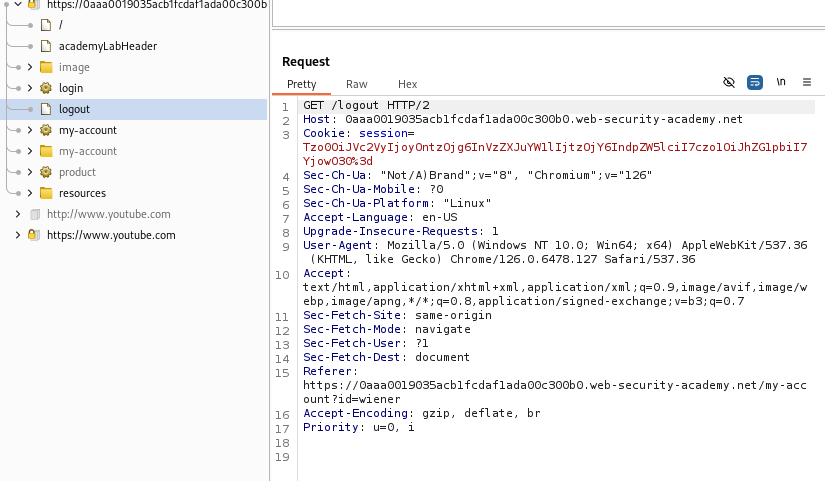 https://0aaa0019035acb1fcdaf1ada00c300b
/
academyLabHeader
image
login
logout
my-account
my-account
product
resources
http://www.youtube.com
https://www.youtube.com
Request
Pretty Raw Hex \n
1 GET /logout HTTP/2
2 Host: 0aaa0019035acb1fcdaf1ada00c300b0.web-security-academy.net
3 Cookie: session=
Tzo0OiJVc2VyIjoyOntzOjg6InVzZXJuYW1lIjtzOjY6IndpZW5lciI7czo1OiJhZG1pbiI7
YjowO30%3d
4 Sec-Ch-Ua: "Not/A)Brand";v="8", "Chromium";v="126"
5 Sec-Ch-Ua-Mobile: ?0
6 Sec-Ch-Ua-Platform: "Linux"
7 Accept-Language: en-US
8 Upgrade-Insecure-Requests: 1
9 User-Agent: Mozilla/5.0 (Windows NT 10.0; Win64; x64) AppleWebKit/537.36
(KHTML, like Gecko) Chrome/126.0.6478.127 Safari/537.36
10 Accept:
text/html,application/xhtml+xml,application/xml;q=0.9,image/avif,image/w
ebp,image/apng,*/*;q=0.8,application/signed-exchange;v=b3;q=0.7
11 Sec-Fetch-Site: same-origin
12 Sec-Fetch-Mode: navigate
13 Sec-Fetch-User: ?1
14 Sec-Fetch-Dest: document
15 Referer:
https://0aaa0019035acb1fcdaf1ada00c300b0.web-security-academy.net/my-acc
ount?id=wiener
16 Accept-Encoding: gzip, deflate, br
17 Priority: u=0, i
18
19